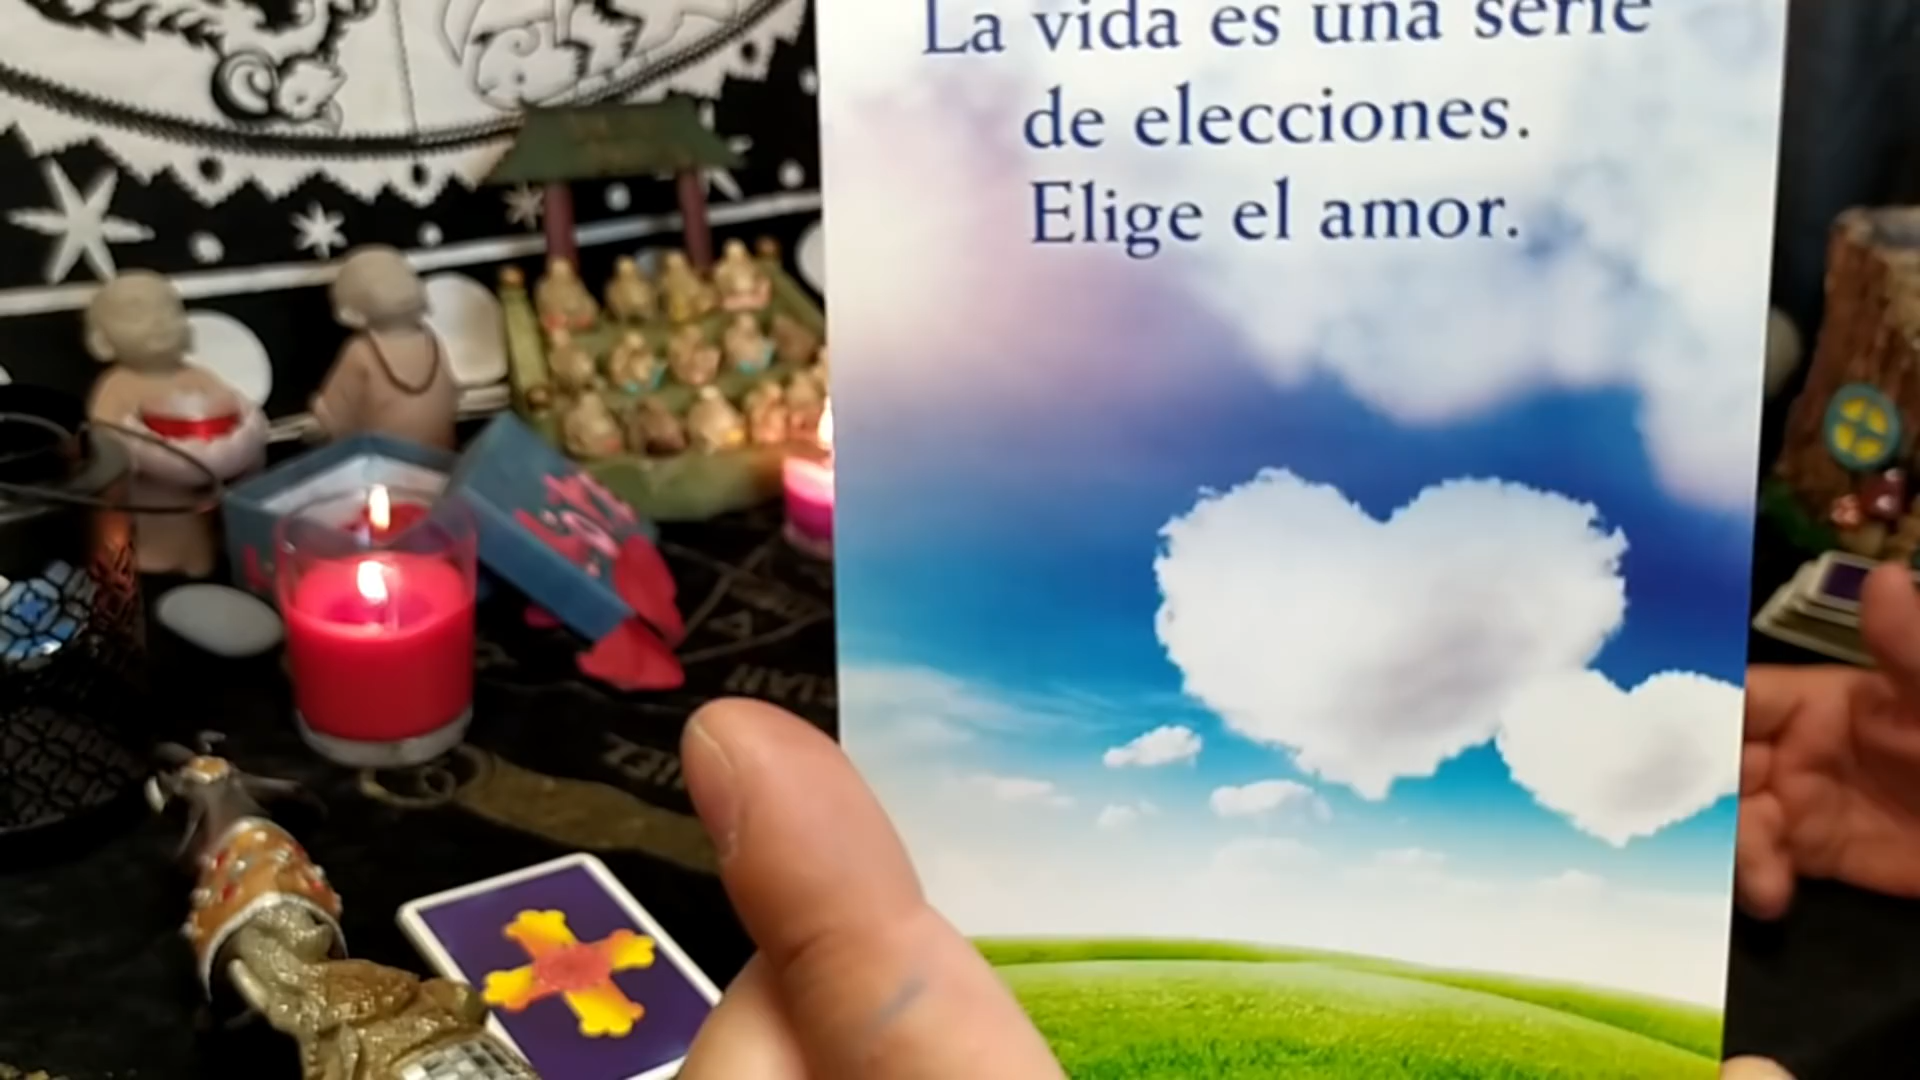 La vida es una serie
de elecciones.
Elige el amor.